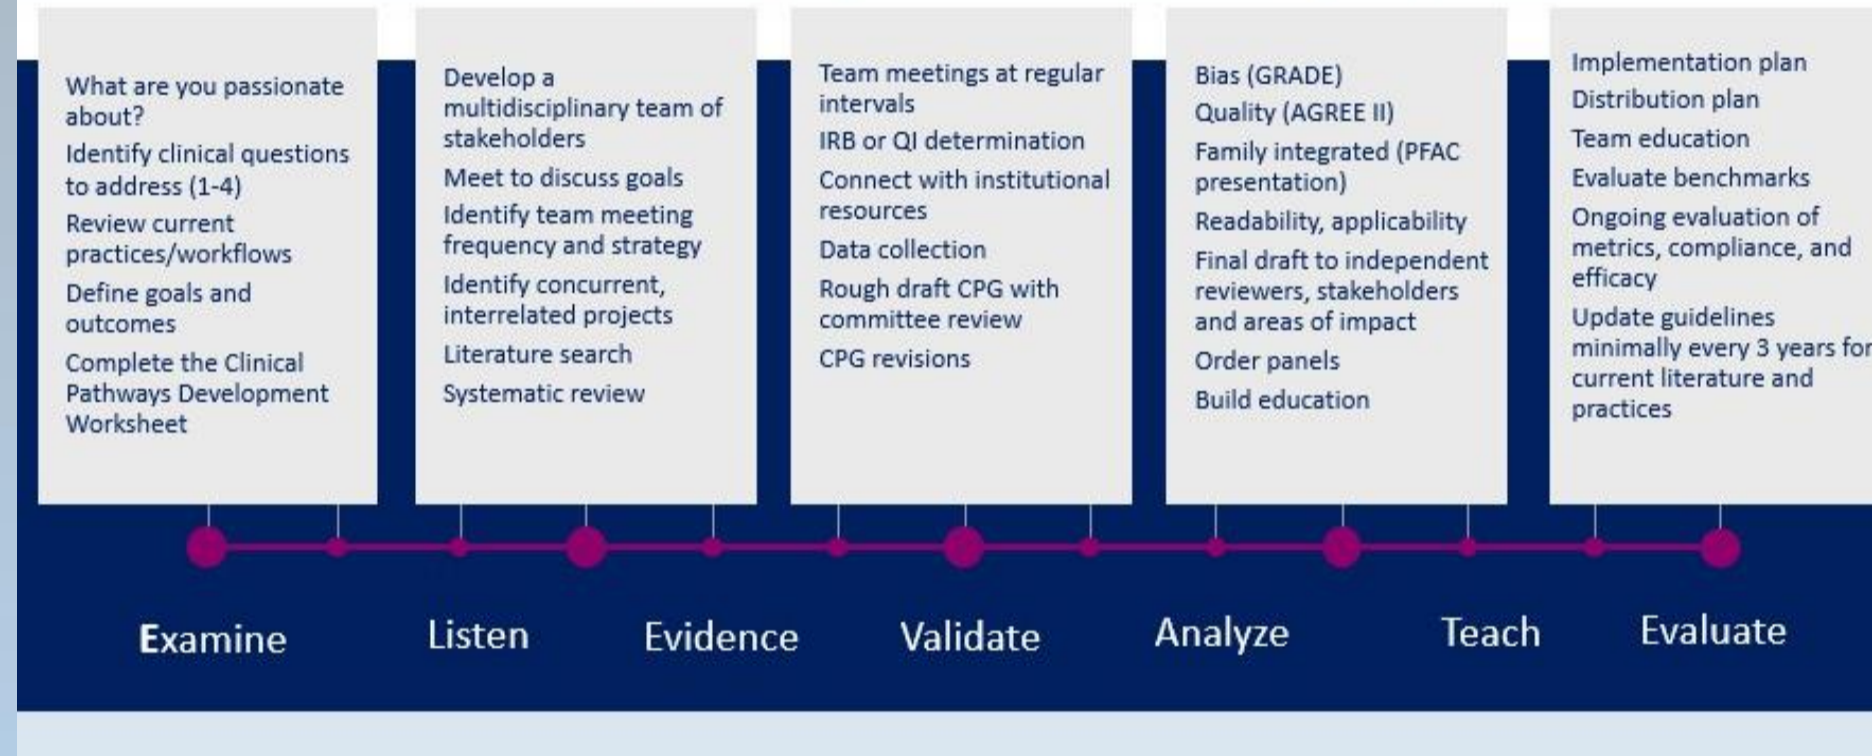 What are you passionate
about?
Identify clinical questions
to address (1-4)
Review current
practices/workflows
Define goals and
outcomes
Complete the Clinical
Pathways Development
Worksheet
Develop a
multidisciplinary team of
stakeholders
Meet to discuss goals
Identify team meeting
frequency and strategy
Identify concurrent,
interrelated projects
Literature search
Systematic review
Team meetings at regular
intervals
IRB or QI determination
Connect with institutional
resources
Data collection
Rough draft CPG with
committee review
CPG revisions
Bias (GRADE)
Quality (AGREE II)
Family integrated (PFAC
presentation)
Readability, applicability
Final draft to independent
reviewers, stakeholders
and areas of impact
Order panels
Build education
Implementation plan
Distribution plan
Team education
Evaluate benchmarks
Ongoing evaluation of
metrics, compliance, and
efficacy
Update guidelines
minimally every 3 years for
current literature and
practices
Examine
Listen
Evidence
Validate
Analyze
Teach
Evaluate